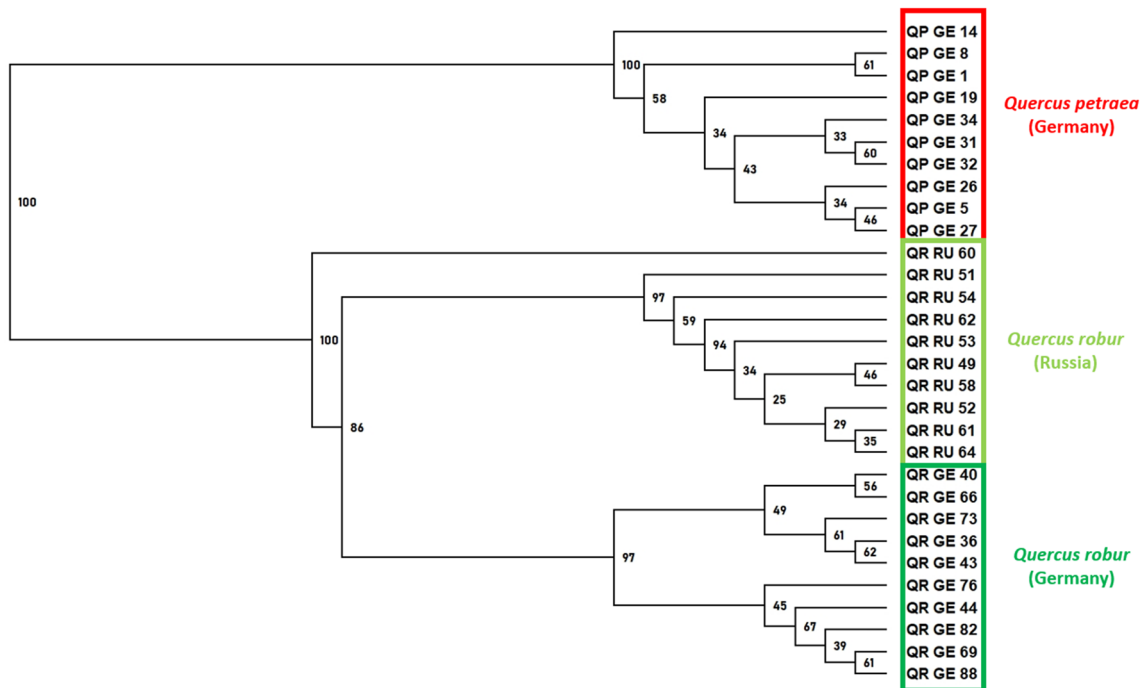 QP GE 14
QP GE 8
61
100
QP GE 1
58
QP GE 19
Quercus petraea
(Germany)
34
QP GE 34
33
QP GE 31
60
QP GE 32
43
QP GE 26
34
QP GE 5
100
46
QP GE 27
QR RU 60
QR RU 51
97
QR RU 54
59
QR RU 62
94
QR RU 53
100
Quercus robur
(Russia)
34
QR RU 49
46
QR RU 58
25
QR RU 52
29
QR RU 61
86
35
QR RU 64
QR GE 40
56
QR GE 66
49
QR GE 73
61
QR GE 36
62
QR GE 43
97
Quercus robur
(Germany)
QR GE 76
45
QR GE 44
67
QR GE 82
39
QR GE 69
61
QR GE 88